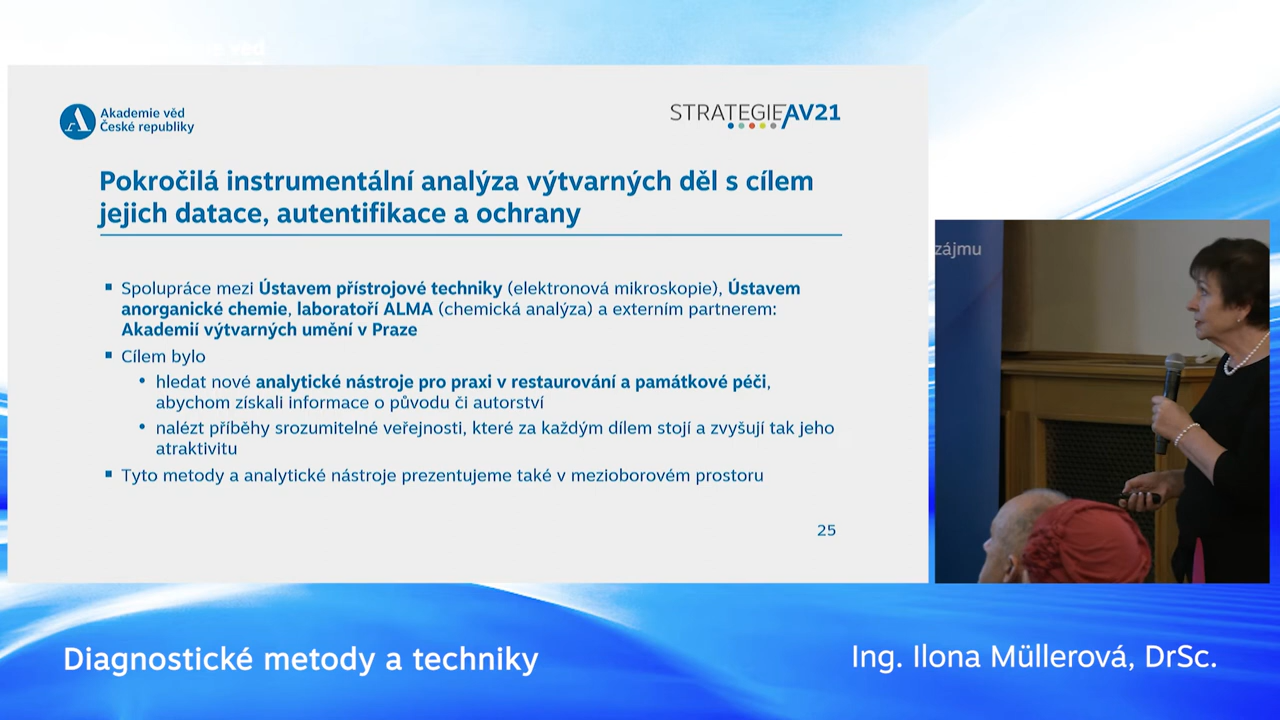 věd
Akademie věd
České republiky
STRATEGIE/AV21
Pokročilá instrumentální analýza výtvarných děl s cílem
jejich datace, autentifikace a ochrany
▪ Spolupráce mezi Ústavem přístrojové techniky (elektronová mikroskopie), Ústavem
anorganické chemie, laboratoří ALMA (chemická analýza) a externím partnerem:
Akademií výtvarných umění v Praze
▪ Cílem bylo
• hledat nové analytické nástroje pro praxi v restaurování a památkové péči,
abychom získali informace o původu či autorství
• nalézt příběhy srozumitelné veřejnosti, které za každým dílem stojí a zvyšují tak jeho
atraktivitu
▪ Tyto metody a analytické nástroje prezentujeme také v mezioborovém prostoru
25
zájmu
Diagnostické metody a techniky
Ing. Ilona Müllerová, DrSc.